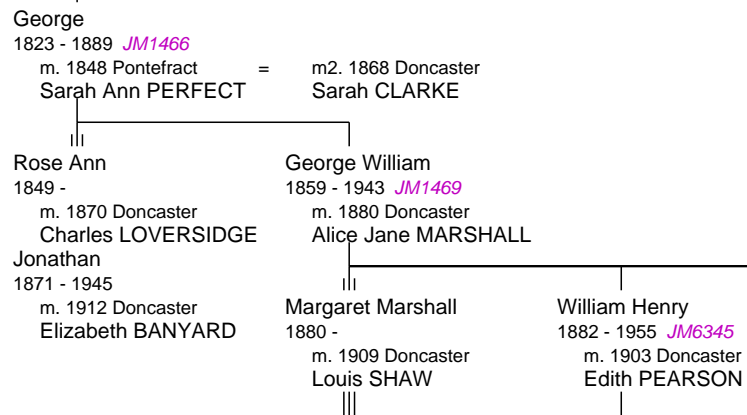 George
1823 - 1889 JM1466
m. 1848 Pontefract = m2. 1868 Doncaster
Sarah Ann PERFECT Sarah CLARKE
Rose Ann George William
1849 - 1859 - 1943 JM1469
m. 1870 Doncaster m. 1880 Doncaster
Charles LOVERSIDGE Alice Jane MARSHALL
Jonathan
1871 - 1945
m. 1912 Doncaster Margaret Marshall William Henry
Elizabeth BANYARD 1880 - 1882 - 1955 JM6345
m. 1909 Doncaster m. 1903 Doncaster
Louis SHAW Edith PEARSON